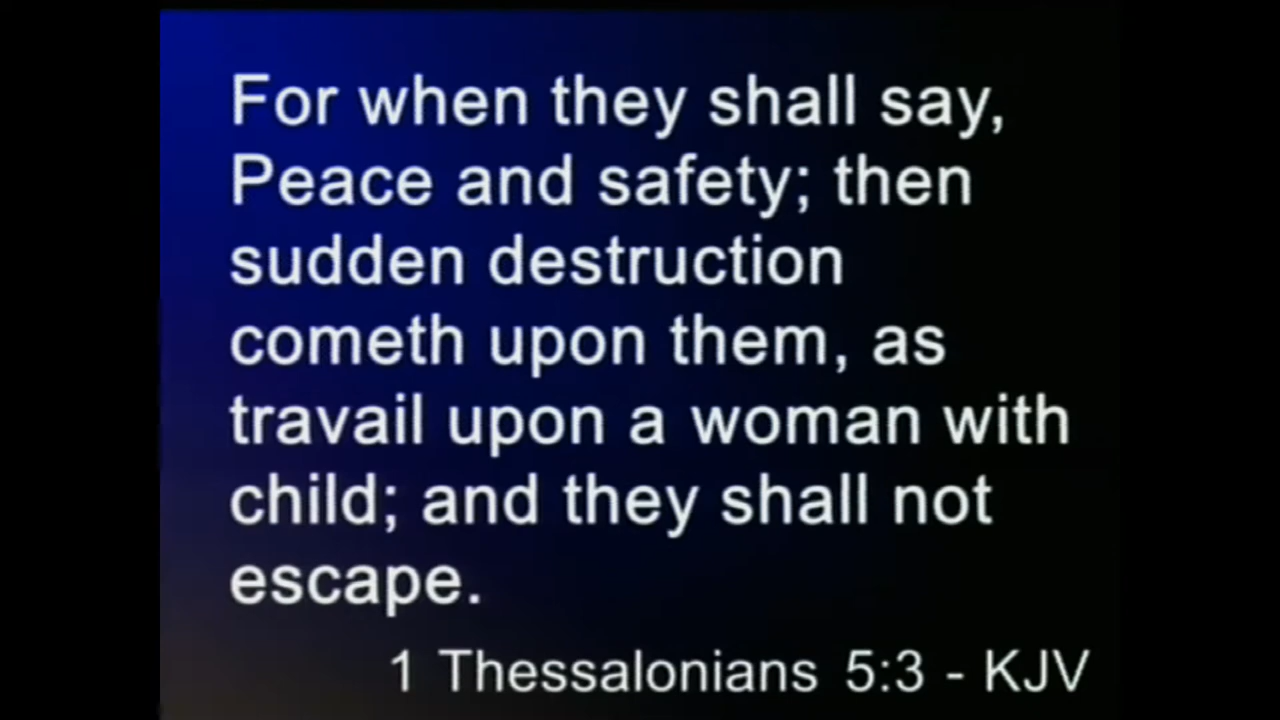 For when they shall say,
Peace and safety; then
sudden destruction
cometh upon them, as
travail upon a woman with
child; and they shall not
escape.
1 Thessalonians 5:3 - KJV